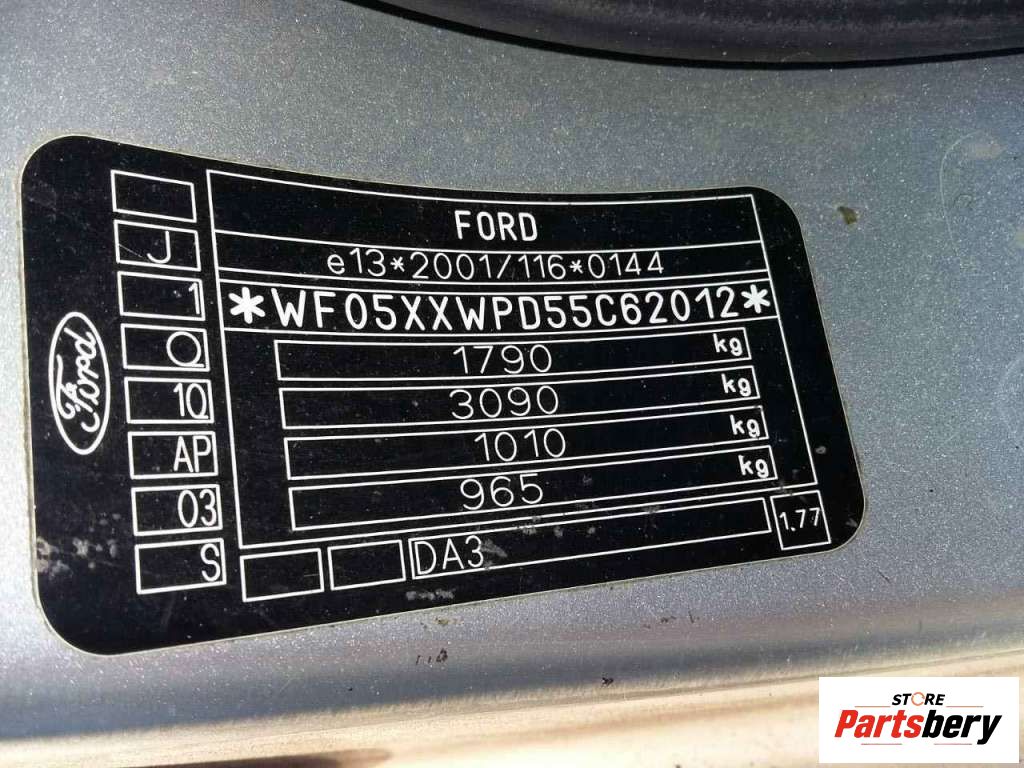 FORD
e13*2001/116*0144
*WF05XXWPD55C62012*
1790 kg
3090 kg
1010 kg
965 kg
DA3
1.77
J
1
Q
1Q
AP
03
S
Ford
STORE
Partsbery